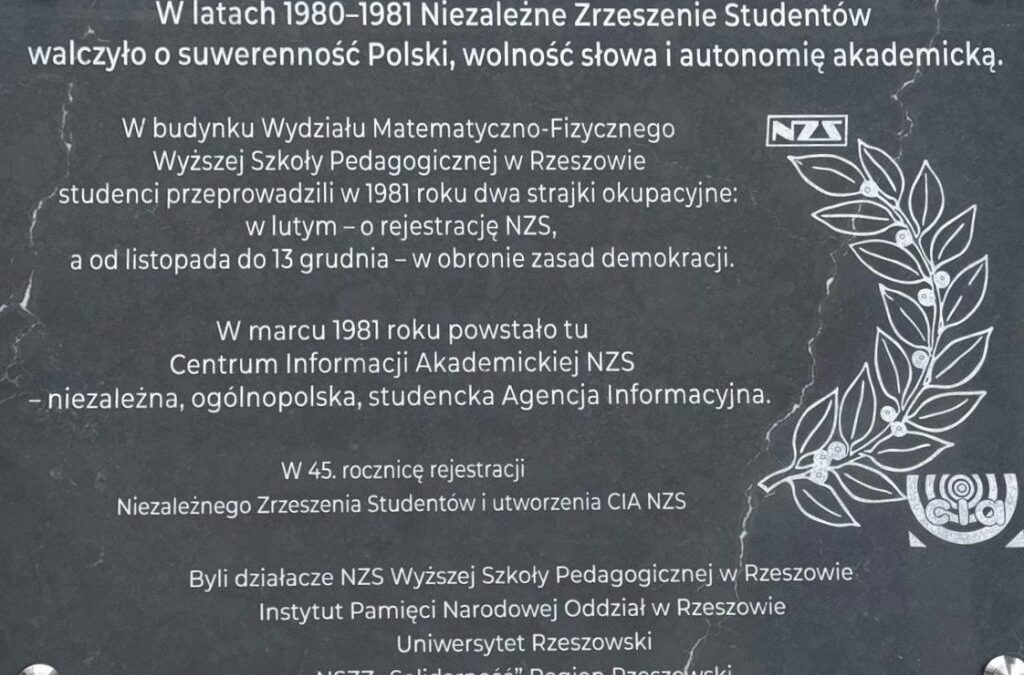 W latach 1980–1981 Niezależne Zrzeszenie Studentów
walczyło o suwerenność Polski, wolność słowa i autonomię akademicką.
W budynku Wydziału Matematyczno-Fizycznego
Wyższej Szkoły Pedagogicznej w Rzeszowie
studenci przeprowadzili w 1981 roku dwa strajki okupacyjne:
w lutym – o rejestrację NZS,
a od listopada do 13 grudnia – w obronie zasad demokracji.
NZS
W marcu 1981 roku powstało tu
Centrum Informacji Akademickiej NZS
– niezależna, ogólnopolska, studencka Agencja Informacyjna.
W 45. rocznicę rejestracji
Niezależnego Zrzeszenia Studentów i utworzenia CIA NZS
cia
Byli działacze NZS Wyższej Szkoły Pedagogicznej w Rzeszowie
Instytut Pamięci Narodowej Oddział w Rzeszowie
Uniwersytet Rzeszowski
NSZZ „Solidarność” Region Rzeszowski